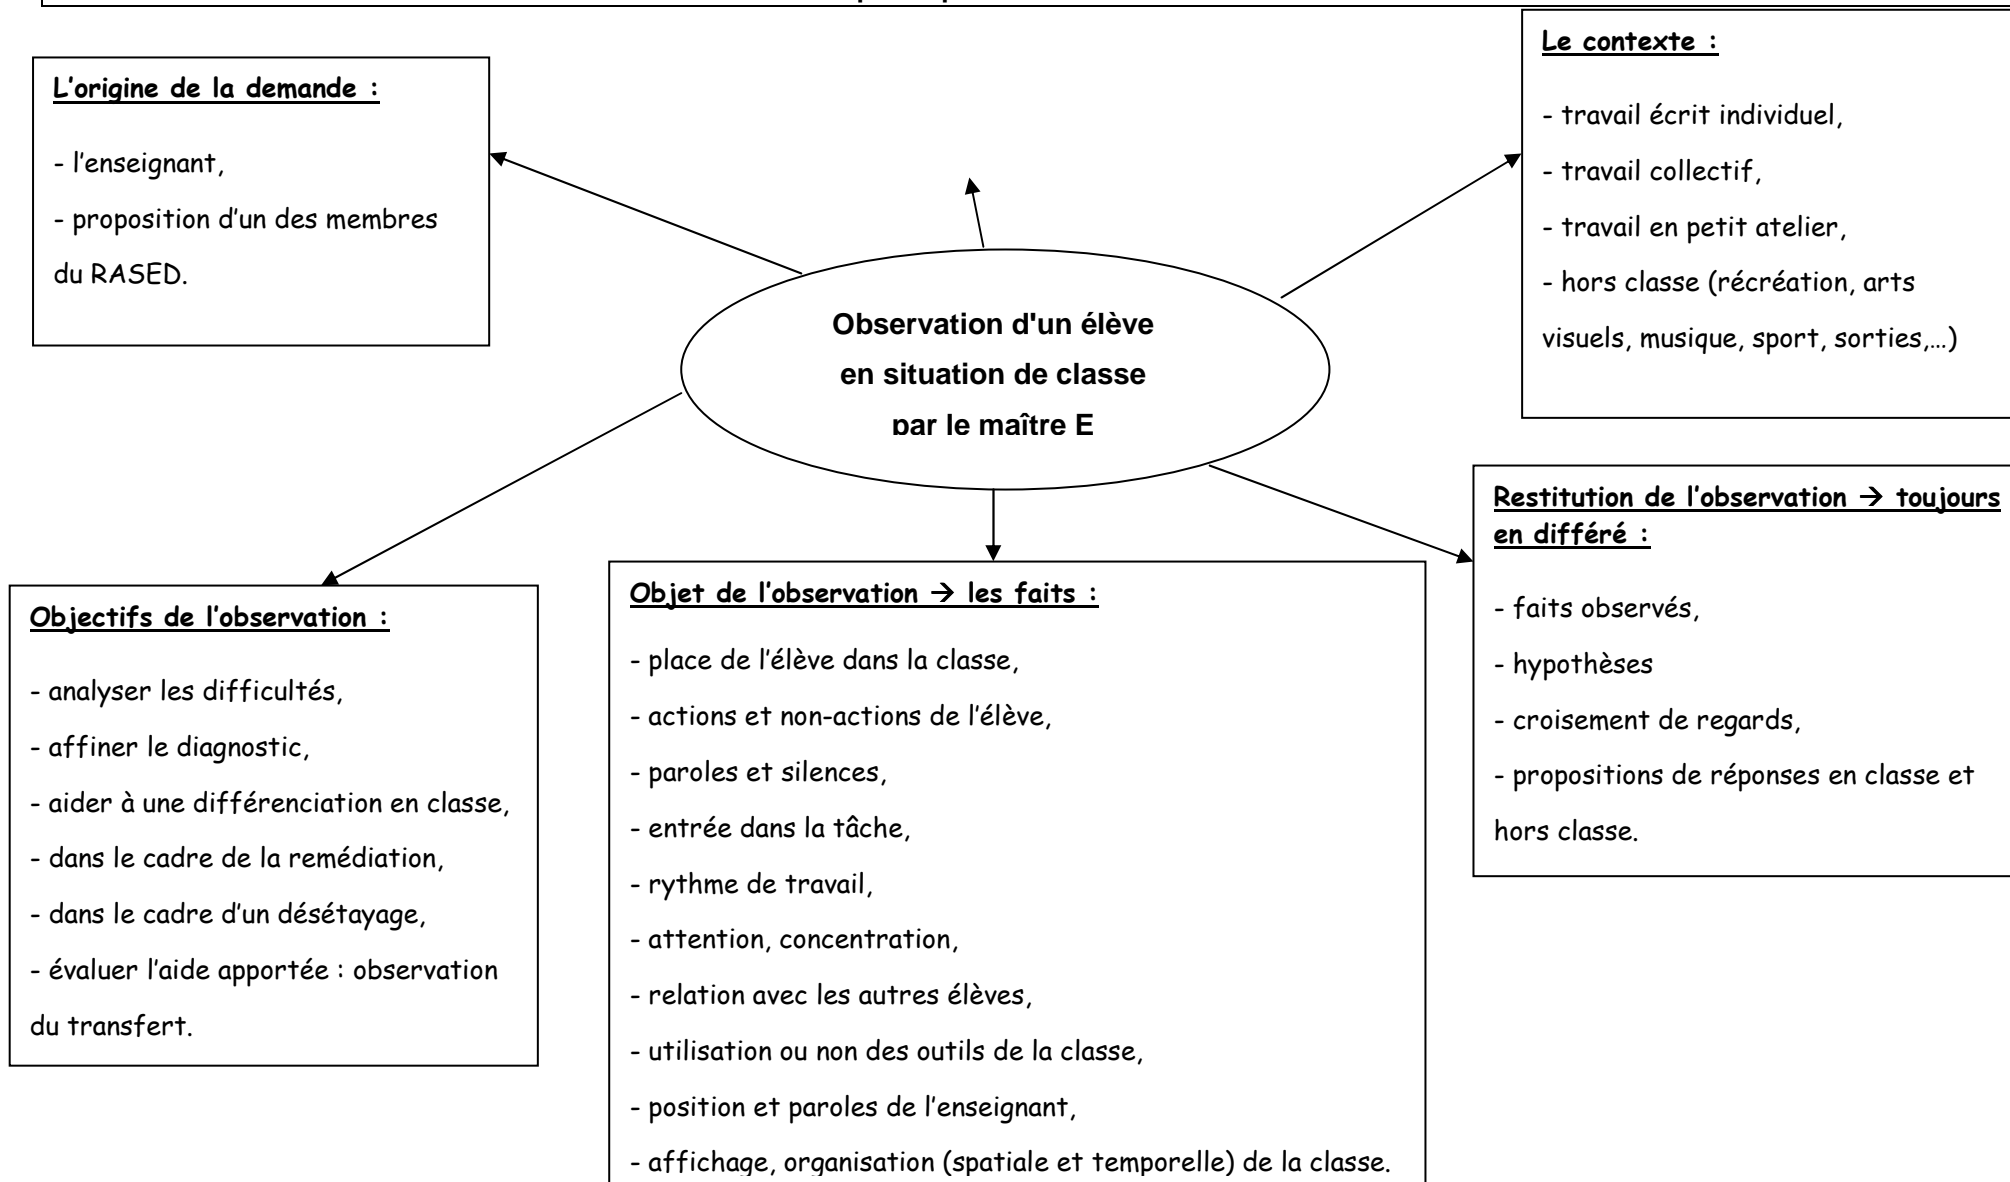 L'origine de la demande :
- l'enseignant,
- proposition d'un des membres
du RASED.
Le contexte :
- travail écrit individuel,
- travail collectif,
- travail en petit atelier,
- hors classe (récréation, arts
visuels, musique, sport, sorties,…)
Observation d'un élève
en situation de classe
par le maître E
Restitution de l'observation → toujours
en différé :
- faits observés,
- hypothèses
- croisement de regards,
- propositions de réponses en classe et
hors classe.
Objectifs de l'observation :
- analyser les difficultés,
- affiner le diagnostic,
- aider à une différenciation en classe,
- dans le cadre de la remédiation,
- dans le cadre d'un désétayage,
- évaluer l'aide apportée : observation
du transfert.
Objet de l'observation → les faits :
- place de l'élève dans la classe,
- actions et non-actions de l'élève,
- paroles et silences,
- entrée dans la tâche,
- rythme de travail,
- attention, concentration,
- relation avec les autres élèves,
- utilisation ou non des outils de la classe,
- position et paroles de l'enseignant,
- affichage, organisation (spatiale et temporelle) de la classe.